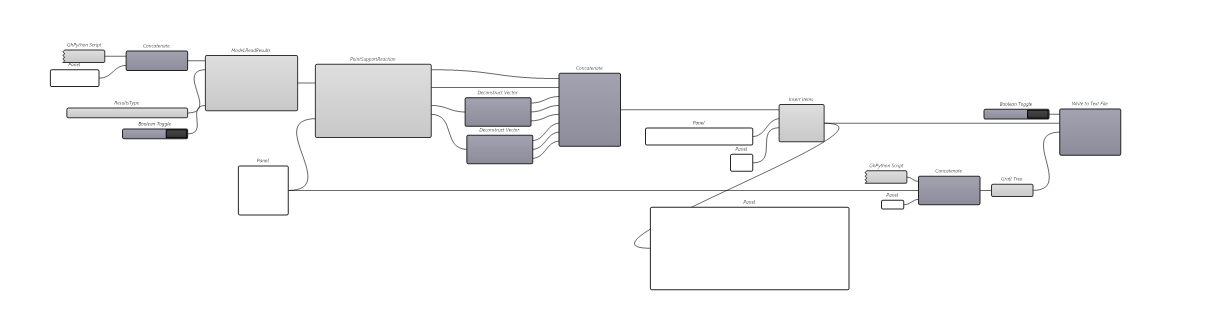 GhPython Script
Concatenate
Panel
Model.ReadResults
ResultsType
Boolean Toggle
PointSupportReaction
Panel
Deconstruct Vector
Deconstruct Vector
Concatenate
Panel
Panel
Insert Items
Panel
GhPython Script
Panel
Concatenate
Graft Tree
Boolean Toggle
Write to Text File